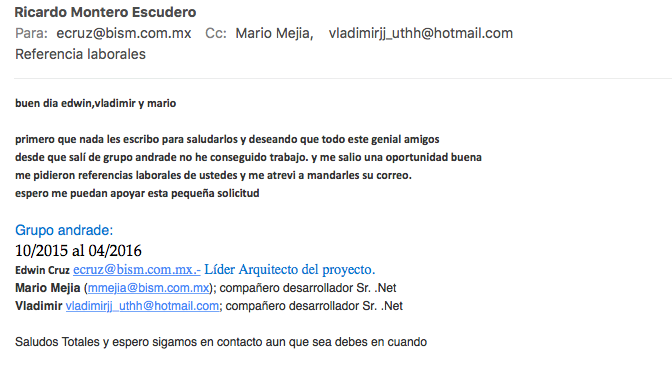 Ricardo Montero Escudero
Para: ecruz@bism.com.mx Cc: Mario Mejia, vladimirjj_uthh@hotmail.com
Referencia laborales
buen dia edwin,vladimir y mario
primero que nada les escribo para saludarlos y deseando que todo este genial amigos
desde que salí de grupo andrade no he conseguido trabajo. y me salio una oportunidad buena
me pidieron referencias laborales de ustedes y me atrevi a mandarles su correo.
espero me puedan apoyar esta pequeña solicitud
Grupo andrade:
10/2015 al 04/2016
Edwin Cruz ecruz@bism.com.mx.- Líder Arquitecto del proyecto.
Mario Mejia (mmejia@bism.com.mx); compañero desarrollador Sr. .Net
Vladimir vladimirjj_uthh@hotmail.com; compañero desarrollador Sr. .Net
Saludos Totales y espero sigamos en contacto aun que sea debes en cuando